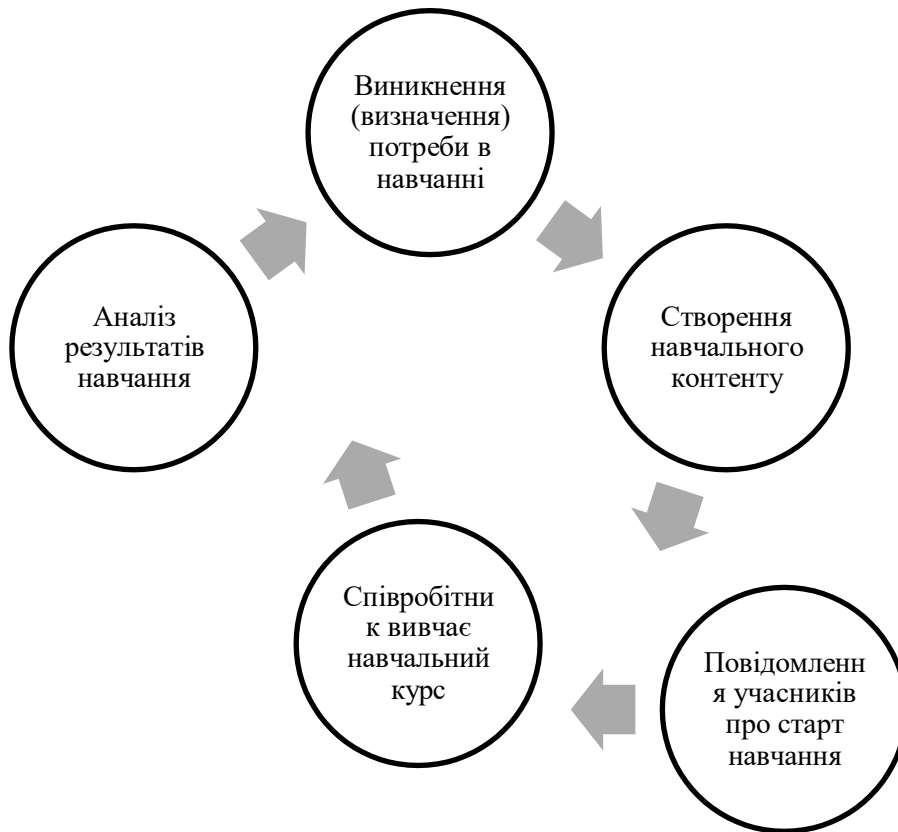 Виникнення
(визначення)
потреби в
навчанні
Створення
навчального
контенту
Повідомленн
я учасників
про старт
навчання
Співробітни
к вивчає
навчальний
курс
Аналіз
результатів
навчання